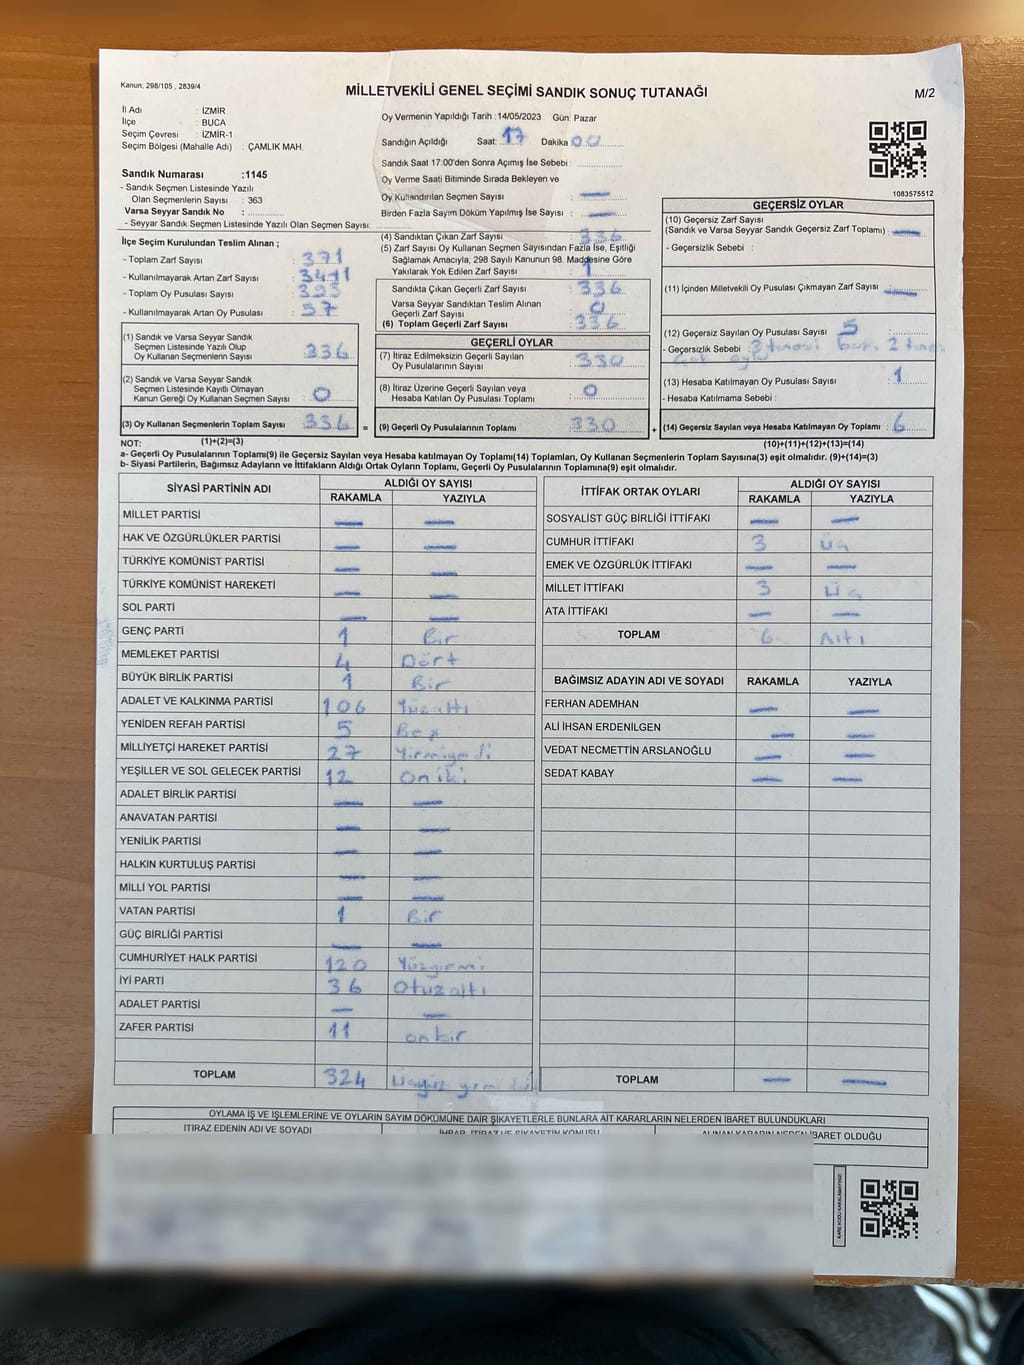 Kanun; 298/105 , 2839/4
MİLLETVEKİLİ GENEL SEÇİMİ SANDIK SONUÇ TUTANAĞI
M/2
İl Adı : İZMİR
İlçe : BUCA
Seçim Çevresi : İZMİR-1
Seçim Bölgesi (Mahalle Adı) : ÇAMLIK MAH.
Sandık Numarası :1145
- Sandık Seçmen Listesinde Yazılı
Olan Seçmenlerin Sayısı : 363
Varsa Seyyar Sandık No :
- Seyyar Sandık Seçmen Listesinde Yazılı Olan Seçmen Sayısı:
Oy Vermenin Yapıldığı Tarih :14/05/2023 Gün: Pazar
Sandığın Açıldığı Saat: 17 Dakika 00
Sandık Saat 17:00'den Sonra Açımış İse Sebebi :
Oy Verme Saati Bitiminde Sırada Bekleyen ve
Oy Kullandırılan Seçmen Sayısı : —
Birden Fazla Sayım Döküm Yapılmış İse Sayısı : —
1083575512
İlçe Seçim Kurulundan Teslim Alınan ;
- Toplam Zarf Sayısı : 371
- Kullanılmayarak Artan Zarf Sayısı :
- Toplam Oy Pusulası Sayısı : 393
- Kullanılmayarak Artan Oy Pusulası : 57
(1) Sandık ve Varsa Seyyar Sandık
Seçmen Listesinde Yazılı Olup
Oy Kullanan Seçmenlerin Sayısı : 336
(2) Sandık ve Varsa Seyyar Sandık
Seçmen Listesinde Kayıtlı Olmayan
Kanun Gereği Oy Kullanan Seçmen Sayısı : 0
(3) Oy Kullanan Seçmenlerin Toplam Sayısı : 336
(1)+(2)=(3)
(4) Sandıktan Çıkan Zarf Sayısı : 336
(5) Zarf Sayısı Oy Kullanan Seçmen Sayısından Fazla İse, Eşitliği
Sağlamak Amacıyla, 298 Sayılı Kanunun 98. Maddesine Göre
Yakılarak Yok Edilen Zarf Sayısı :
Sandıkta Çıkan Geçerli Zarf Sayısı : 336
Varsa Seyyar Sandıktan Teslim Alınan
Geçerli Zarf Sayısı : 0
(6) Toplam Geçerli Zarf Sayısı : 336
GEÇERLİ OYLAR
(7) İtiraz Edilmeksizin Geçerli Sayılan
Oy Pusulalarının Sayısı : 330
(8) İtiraz Üzerine Geçerli Sayılan veya
Hesaba Katılan Oy Pusulası Toplamı : 0
= (9) Geçerli Oy Pusulalarının Toplamı : 330
GEÇERSİZ OYLAR
(10) Geçersiz Zarf Sayısı
(Sandık ve Varsa Seyyar Sandık Geçersiz Zarf Toplamı) : —
- Geçersizlik Sebebi :
(11) İçinden Milletvekili Oy Pusulası Çıkmayan Zarf Sayısı : —
(12) Geçersiz Sayılan Oy Pusulası Sayısı : 5
- Geçersizlik Sebebi :
(13) Hesaba Katılmayan Oy Pusulası Sayısı : 1
- Hesaba Katılmama Sebebi :
+ (14) Geçersiz Sayılan veya Hesaba Katılmayan Oy Toplamı : 6
(10)+(11)+(12)+(13)=(14)
NOT:
a- Geçerli Oy Pusulasının Toplamı(9) ile Geçersiz Sayılan veya Hesaba katılmayan Oy Toplamı(14) Toplamları, Oy Kullanan Seçmenlerin Toplam Sayısına(3) eşit olmalıdır. (9)+(14)=(3)
b- Siyasi Partilerin, Bağımsız Adayların ve İttifakların Aldığı Ortak Oyların Toplamı, Geçerli Oy Pusulalarının Toplamına(9) eşit olmalıdır.
SİYASİ PARTİNİN ADI ALDIĞI OY SAYISI
RAKAMLA YAZIYLA
MİLLET PARTİSİ — —
HAK VE ÖZGÜRLÜKLER PARTİSİ — —
TÜRKİYE KOMÜNİST PARTİSİ — —
TÜRKİYE KOMÜNİST HAREKETİ — —
SOL PARTİ — —
GENÇ PARTİ 1 Bir
MEMLEKET PARTİSİ 4 Dört
BÜYÜK BİRLİK PARTİSİ 1 Bir
ADALET VE KALKINMA PARTİSİ 106 Yüzaltı
YENİDEN REFAH PARTİSİ 5 Beş
MİLLİYETÇİ HAREKET PARTİSİ 27 Yirmiyedi
YEŞİLLER VE SOL GELECEK PARTİSİ 12 Oniki
ADALET BİRLİK PARTİSİ — —
ANAVATAN PARTİSİ — —
YENİLİK PARTİSİ — —
HALKIN KURTULUŞ PARTİSİ — —
MİLLİ YOL PARTİSİ — —
VATAN PARTİSİ 1 Bir
GÜÇ BİRLİĞİ PARTİSİ — —
CUMHURİYET HALK PARTİSİ 120 Yüzyirmi
İYİ PARTİ 36 Otuzaltı
ADALET PARTİSİ — —
ZAFER PARTİSİ 11 onbir
TOPLAM 324
İTTİFAK ORTAK OYLARI ALDIĞI OY SAYISI
RAKAMLA YAZIYLA
SOSYALİST GÜÇ BİRLİĞİ İTTİFAKI — —
CUMHUR İTTİFAKI 3 Üç
EMEK VE ÖZGÜRLÜK İTTİFAKI — —
MİLLET İTTİFAKI 3 Üç
ATA İTTİFAKI — —
TOPLAM 6 Altı
BAĞIMSIZ ADAYIN ADI VE SOYADI RAKAMLA YAZIYLA
FERHAN ADEMHAN — —
ALİ İHSAN ERDENİLGEN — —
VEDAT NECMETTİN ARSLANOĞLU — —
SEDAT KABAY — —
TOPLAM — —
OYLAMA İŞ VE İŞLEMLERİNE VE OYLARIN SAYIM DÖKÜMÜNE DAİR ŞİKAYETLERLE BUNLARA AİT KARARLARIN NELERDEN İBARET BULUNDUKLARI
İTİRAZ EDENİN ADI VE SOYADI
İHBAR, İTİRAZ VE ŞİKAYETİN KONUSU
ALINAN KARARIN NEDEN İBARET OLDUĞU